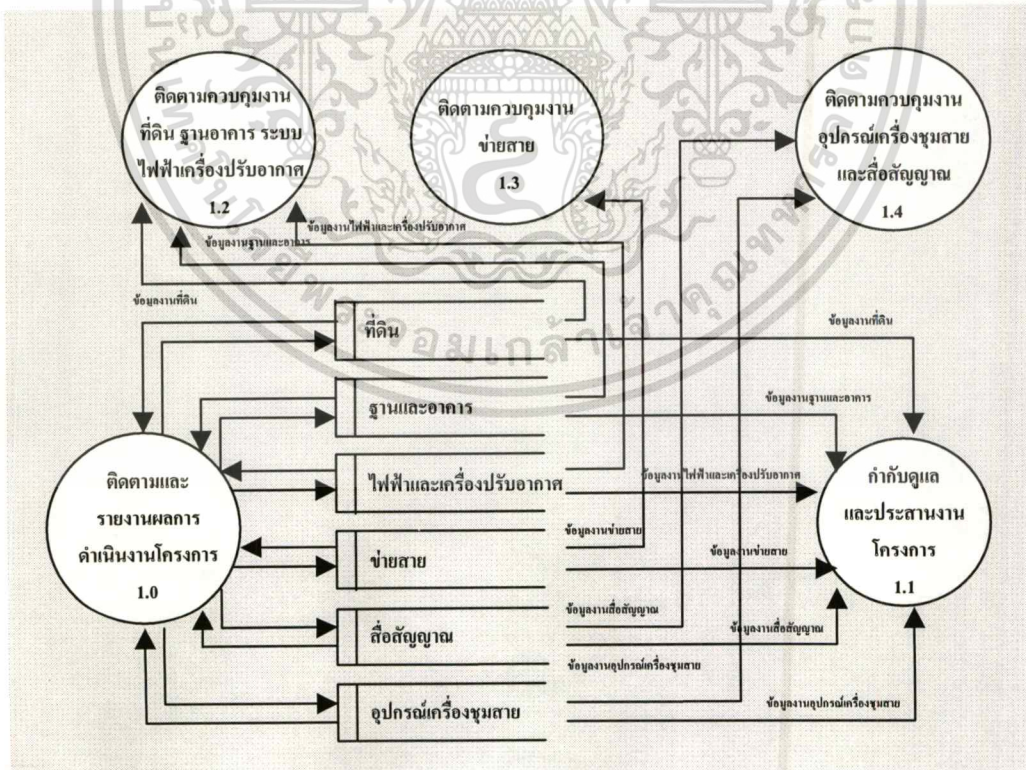 ติดตามควบคุมงาน
ที่ดิน ฐานอาคาร ระบบ
ไฟฟ้าเครื่องปรับอากาศ
1.2
ติดตามควบคุมงาน
ข่ายสาย
1.3
ติดตามควบคุมงาน
อุปกรณ์เครื่องชุมสาย
และสื่อสัญญาณ
1.4
ข้อมูลงานไฟฟ้าและเครื่องปรับอากาศ
ข้อมูลงานฐานและอาคาร
ข้อมูลงานที่ดิน
ที่ดิน
ข้อมูลงานที่ดิน
ฐานและอาคาร
ข้อมูลงานฐานและอาคาร
ไฟฟ้าและเครื่องปรับอากาศ
ข้อมูลงานไฟฟ้าและเครื่องปรับอากาศ
ติดตามและ
รายงานผลการ
ดำเนินงานโครงการ
1.0
กำกับดูแล
และประสานงาน
โครงการ
1.1
ข้อมูลงานข่ายสาย
ข่ายสาย
ข้อมูลงานข่ายสาย
ข้อมูลงานสื่อสัญญาณ
สื่อสัญญาณ
ข้อมูลงานสื่อสัญญาณ
ข้อมูลงานอุปกรณ์เครื่องชุมสาย
อุปกรณ์เครื่องชุมสาย
ข้อมูลงานอุปกรณ์เครื่องชุมสาย
พระจอมเกล้าเจ้าคุณทหาร